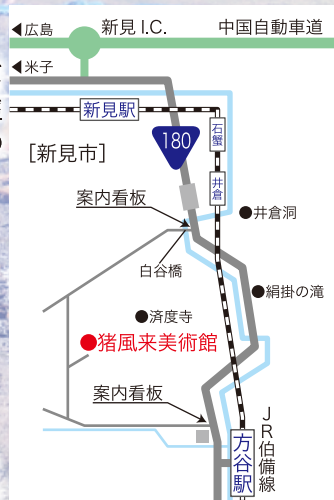 ◀広島
新見 I.C.
中国自動車道
◀米子
新見駅
石蟹
180
[新見市]
井倉
案内看板
●井倉洞
白谷橋
●絹掛の滝
●済度寺
●猪風来美術館
案内看板
JR伯備線
方谷駅